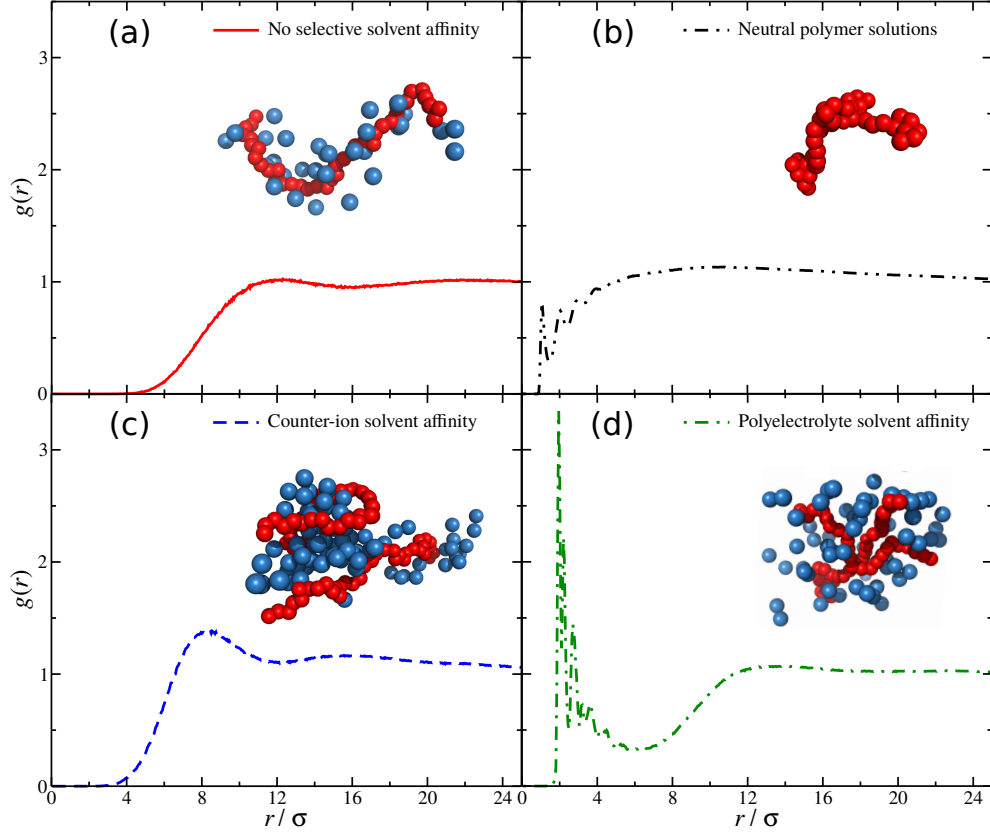 (a)
No selective solvent affinity
(b)
Neutral polymer solutions
3
2
1
0
g(r)
(c)
Counter-ion solvent affinity
(d)
Polyelectrolyte solvent affinity
3
2
1
0
g(r)
0 4 8 12 16 20 24
4 8 12 16 20 24
r / σ
r / σ